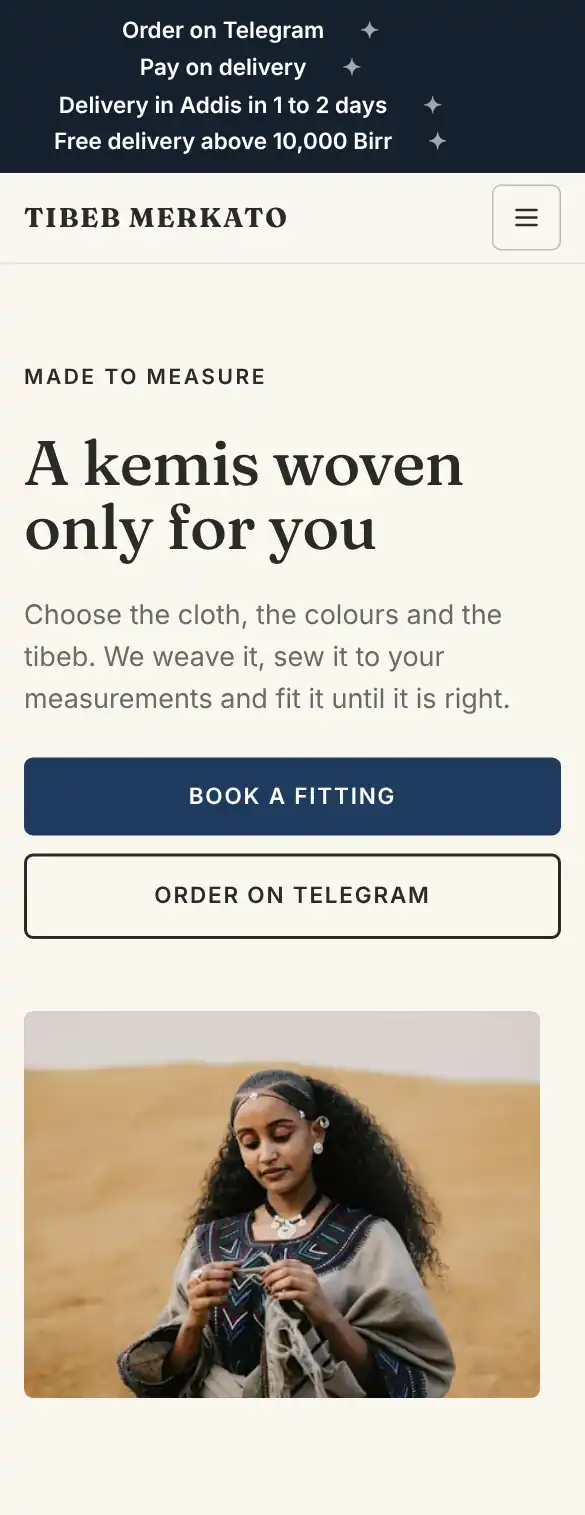 Order on Telegram ✦
Pay on delivery ✦
Delivery in Addis in 1 to 2 days ✦
Free delivery above 10,000 Birr ✦
TIBEB MERKATO
MADE TO MEASURE
A kemis woven
only for you
Choose the cloth, the colours and the
tibeb. We weave it, sew it to your
measurements and fit it until it is right.
BOOK A FITTING
ORDER ON TELEGRAM